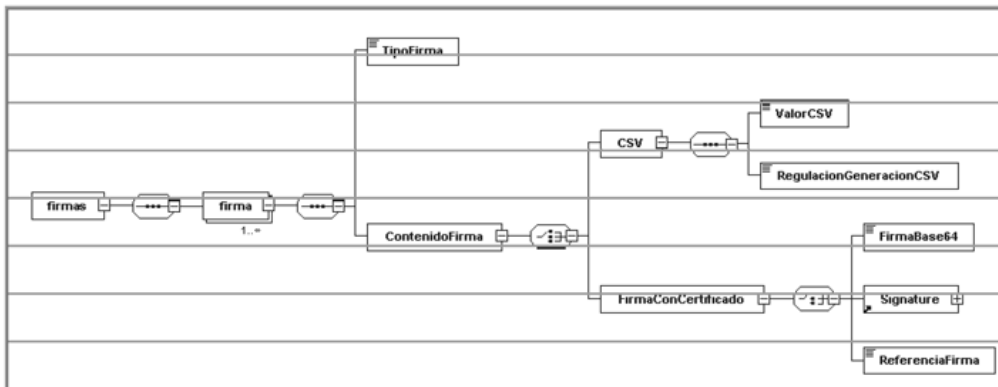 TipoFirma
ValorCSV
CSV
RegulacionGeneracionCSV
firmas
firma
1..∞
ContenidoFirma
FirmaBase64
FirmaConCertificado
Signature
ReferenciaFirma